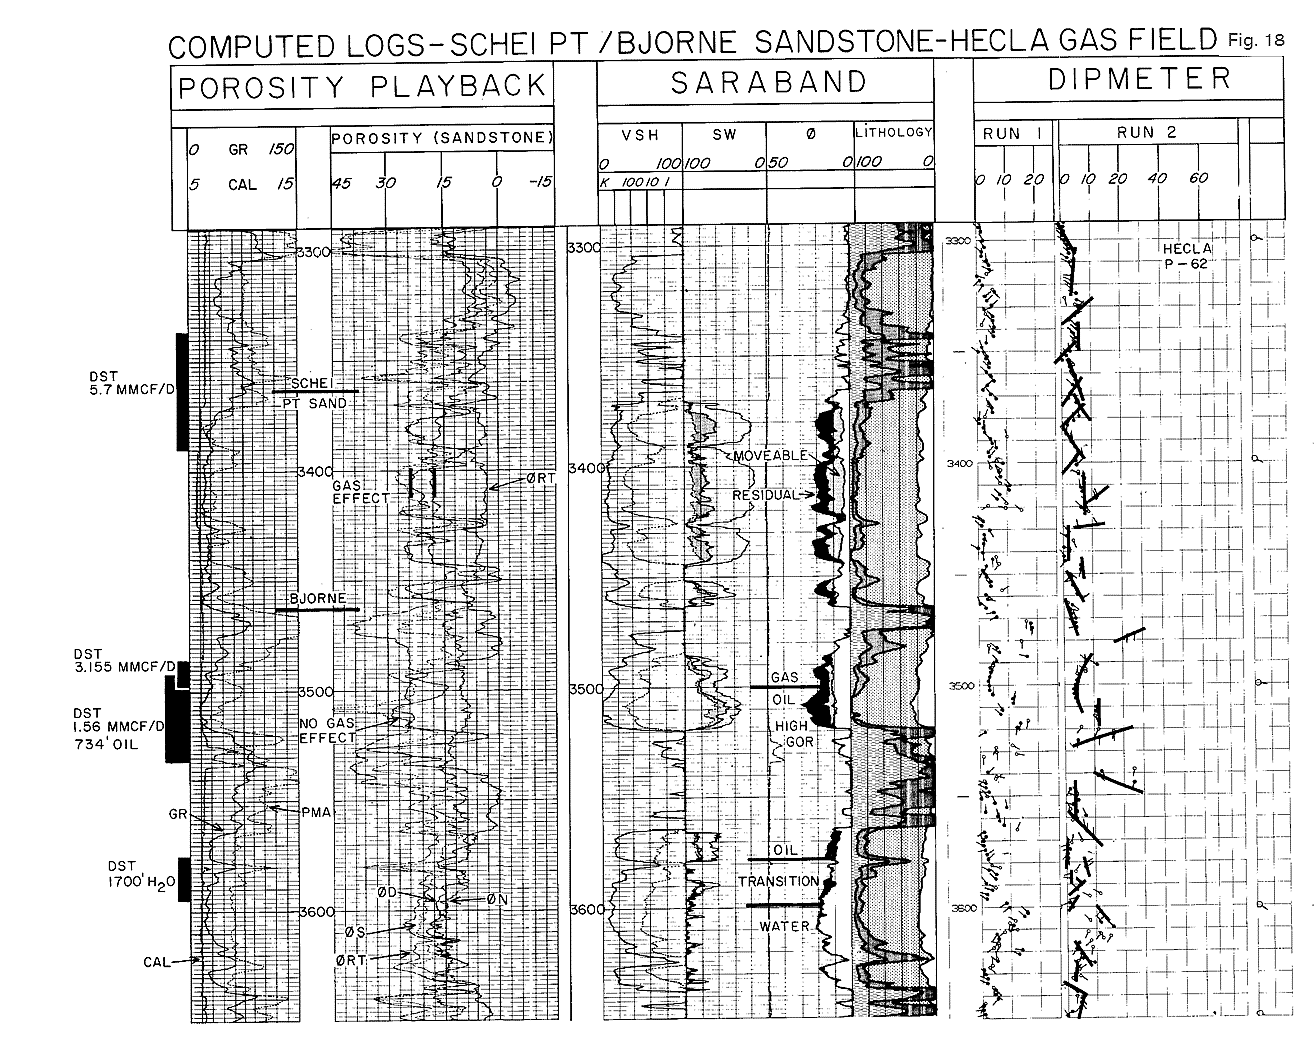 COMPUTED LOGS-SCHEI PT /BJORNE SANDSTONE-HECLA GAS FIELD Fig. 18
POROSITY PLAYBACK
SARABAND
DIPMETER
POROSITY (SANDSTONE)
VSH SW Ø LITHOLOGY
RUN 1 RUN 2
0 GR 150
5 CAL 15
45 30 15 0 -15
0 100 100 0 50 0 100 0
K 100 10 1
0 10 20
0 10 20 40 60
3300
3300
3300
HECLA
P-62
DST
5.7 MMCF/D
SCHEI
PT SAND
3400
3400
3400
GAS
EFFECT
ØRT
MOVEABLE
RESIDUAL
BJORNE
DST
3.155 MMCF/D
DST
1.56 MMCF/D
734' OIL
3500
3500
3500
NO GAS
EFFECT
GAS
OIL
HIGH
GOR
GR
PMA
DST
1700' H2O
ØD
ØN
ØS
ØRT
CAL
3600
3600
3600
OIL
TRANSITION
WATER